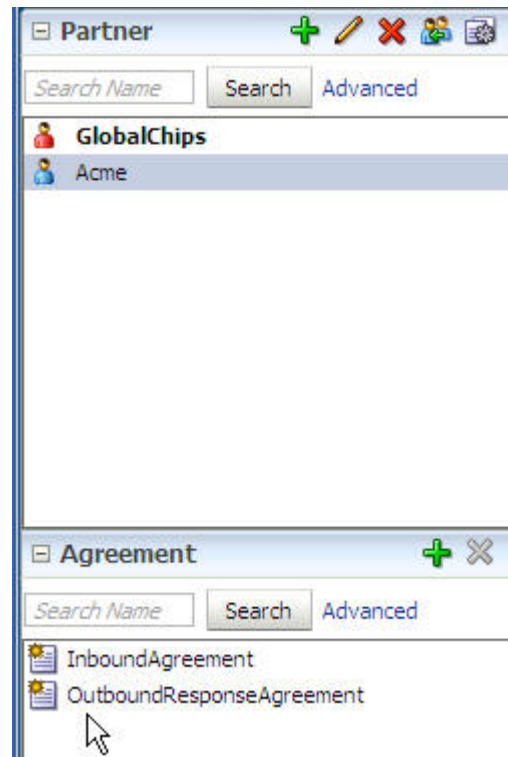 Partner
Search Name Search Advanced
GlobalChips
Acme
Agreement
Search Name Search Advanced
InboundAgreement
OutboundResponseAgreement